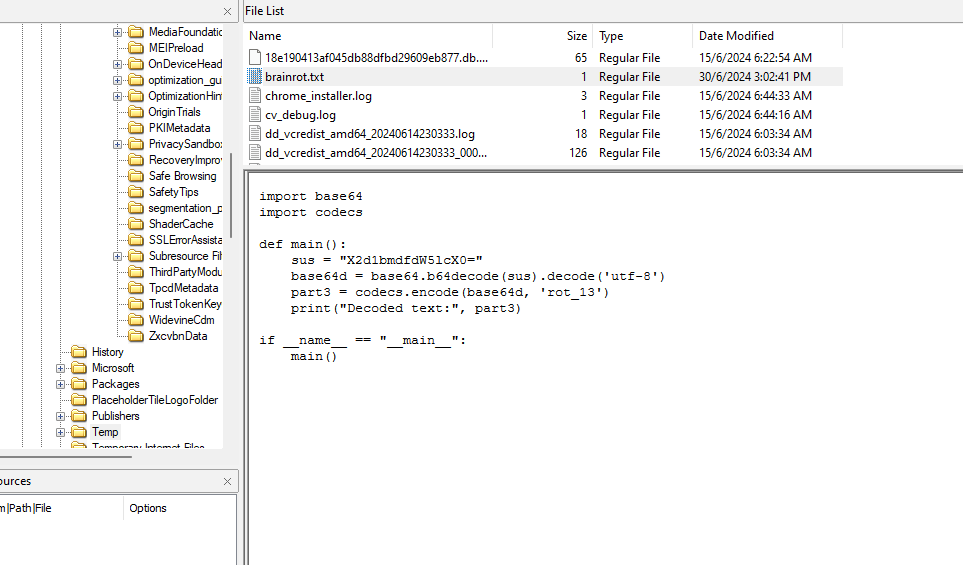 File List
MediaFoundatic
MEIPreload
OnDeviceHead
optimization_gu
OptimizationHin
OriginTrials
PKIMetadata
PrivacySandbo
RecoveryImprov
Safe Browsing
SafetyTips
segmentation_p
ShaderCache
SSLErrorAssista
Subresource Fil
ThirdPartyModu
TpcdMetadata
TrustTokenKey
WidevineCdm
ZxcvbnData
History
Microsoft
Packages
PlaceholderTileLogoFolder
Publishers
Temp
Temporary Internet Files
ources
m|Path|File Options
Name Size Type Date Modified
18e190413af045db88dfbd29609eb877.db.... 65 Regular File 15/6/2024 6:22:54 AM
brainrot.txt 1 Regular File 30/6/2024 3:02:41 PM
chrome_installer.log 3 Regular File 15/6/2024 6:44:33 AM
cv_debug.log 1 Regular File 15/6/2024 6:44:16 AM
dd_vcredist_amd64_20240614230333.log 18 Regular File 15/6/2024 6:03:34 AM
dd_vcredist_amd64_20240614230333_000... 126 Regular File 15/6/2024 6:03:34 AM
import base64
import codecs
def main():
sus = "X2d1bmdfdW5lcX0="
base64d = base64.b64decode(sus).decode('utf-8')
part3 = codecs.encode(base64d, 'rot_13')
print("Decoded text:", part3)
if __name__ == "__main__":
main()